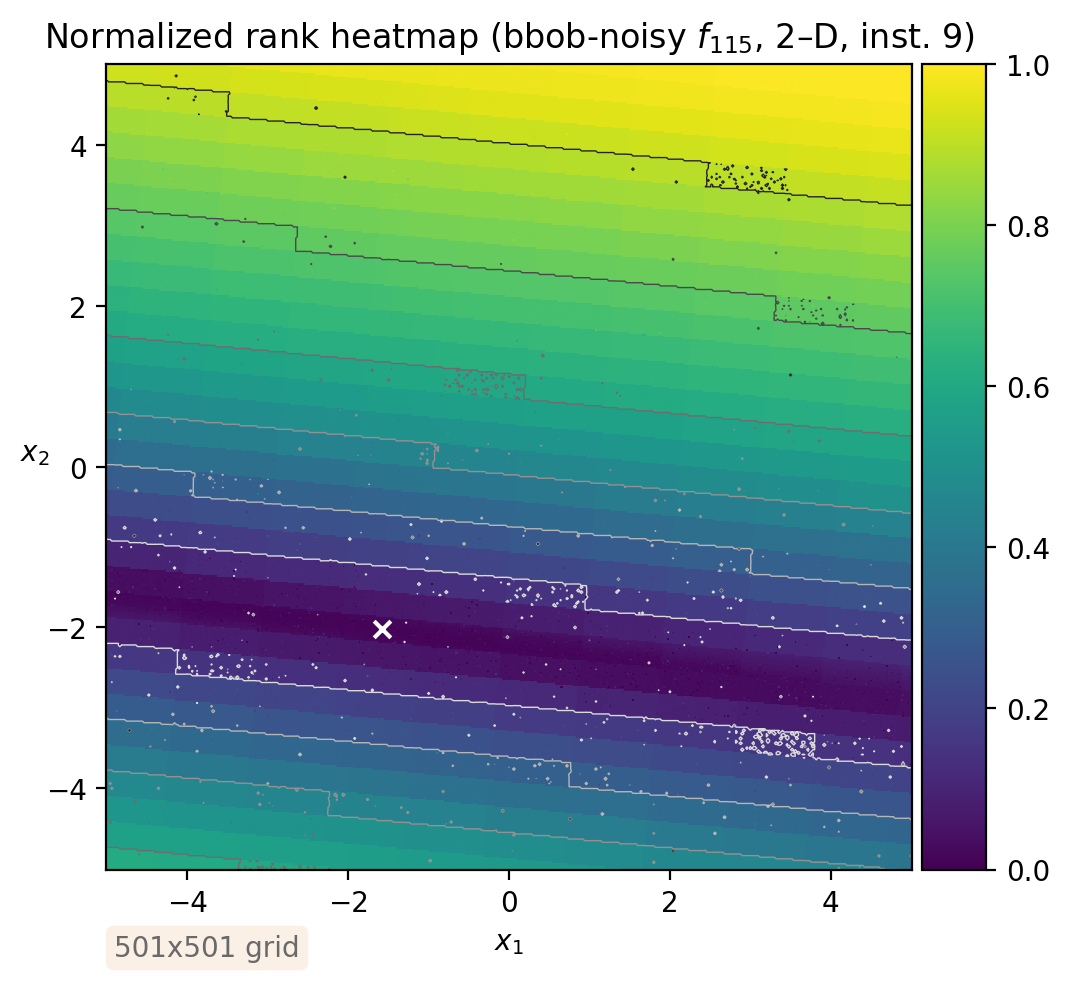 Normalized rank heatmap (bbob-noisy f₁₁₅, 2–D, inst. 9)
1.0
0.8
0.6
0.4
0.2
0.0
4
2
0
−2
−4
x₂
−4 −2 0 2 4
x₁
501x501 grid